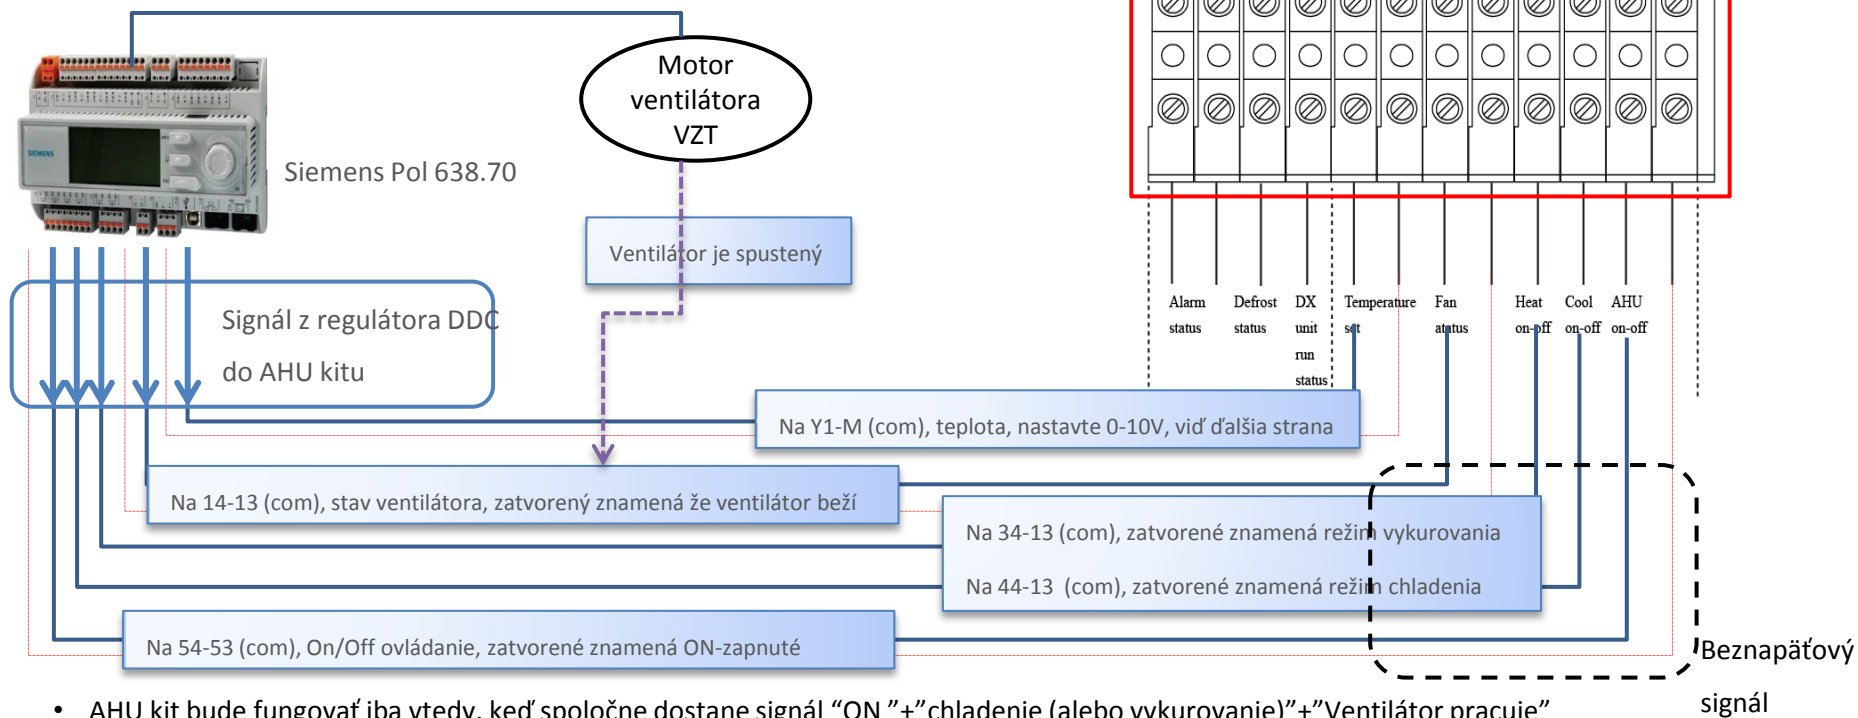 Motor
ventilátora
VZT
SIEMENS
Siemens Pol 638.70
Ventilátor je spustený
Signál z regulátora DDC
do AHU kitu
Alarm
status
Defrost
status
DX
unit
run
status
Temperature
set
Fan
atatus
Heat
on-off
Cool
on-off
AHU
on-off
Na Y1-M (com), teplota, nastavte 0-10V, viď ďalšia strana
Na 14-13 (com), stav ventilátora, zatvorený znamená že ventilátor beží
Na 34-13 (com), zatvorené znamená režim vykurovania
Na 44-13 (com), zatvorené znamená režim chladenia
Na 54-53 (com), On/Off ovládanie, zatvorené znamená ON-zapnuté
Beznapäťový
signál
• AHU kit bude fungovať iba vtedy, keď spoločne dostane signál “ON ”+”chladenie (alebo vykurovanie)”+”Ventilátor pracuje”